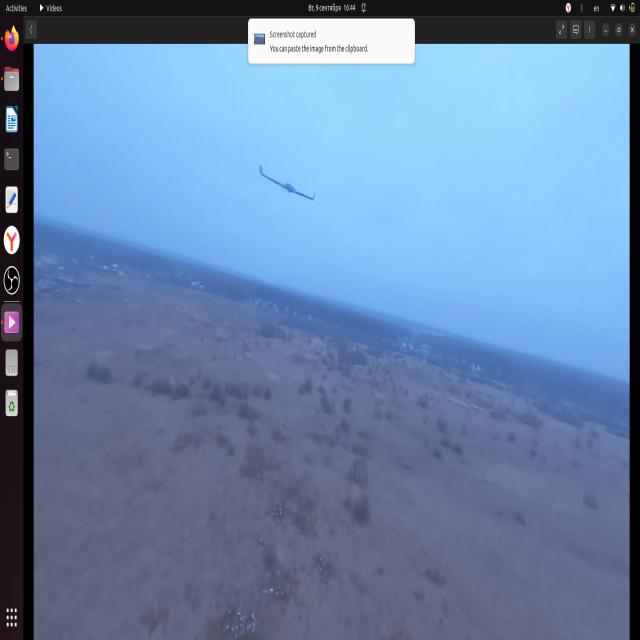 Activities
Videos
Вт, 9 сентября 16:44
en
Screenshot captured
You can paste the image from the clipboard.